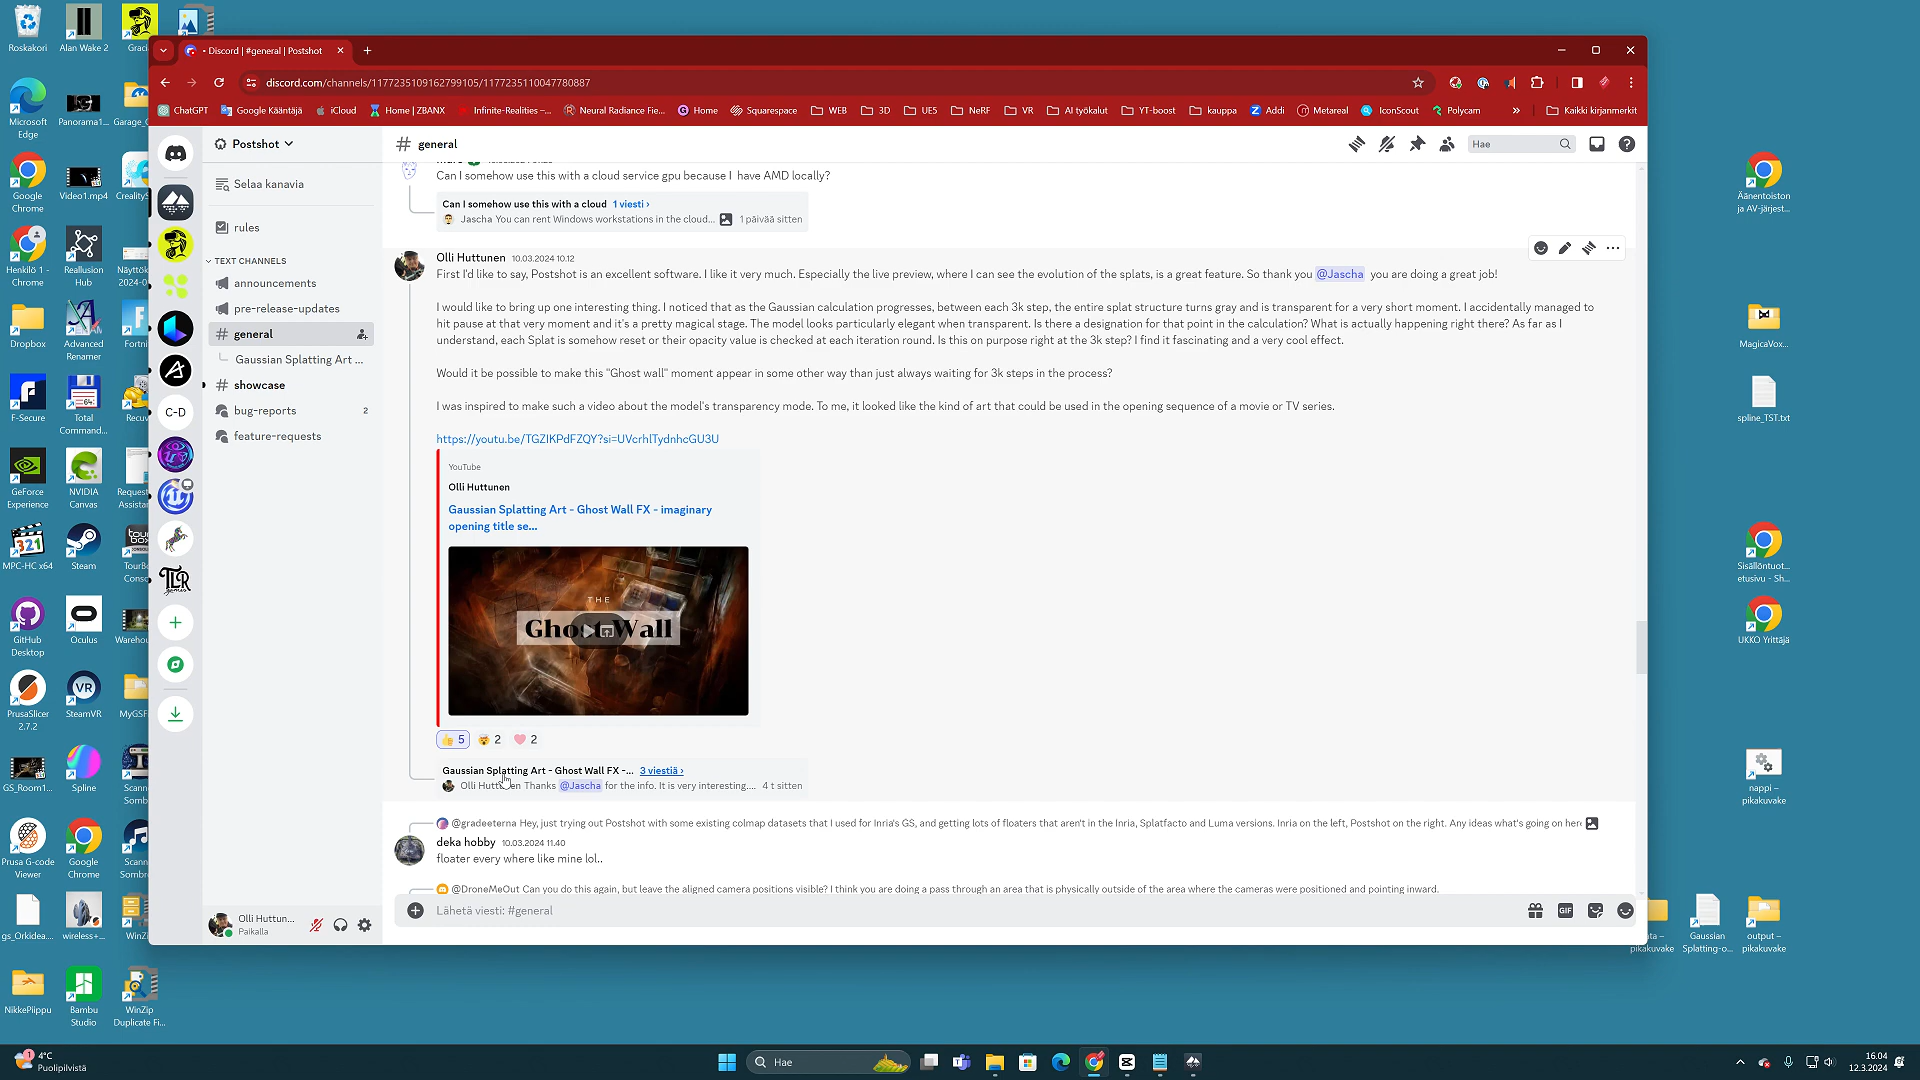 Roskakori
Alan Wake 2
Microsoft
Edge
Panorama1...
Google
Chrome
Video1.mp4
Henkilö 1 -
Chrome
Reallusion
Hub
Dropbox
Advanced
Renamer
F-Secure
Total
Command...
GeForce
Experience
NVIDIA
Canvas
MPC-HC x64
Steam
GitHub
Desktop
Oculus
PrusaSlicer
2.7.2
SteamVR
GS_Room1...
Spline
Prusa G-code
Viewer
Google
Chrome
gs_Orkidea...
wireless+...
NikkePiippu
Bambu
Studio
WinZip
Duplicate Fi...
• Discord | #general | Postshot
discord.com/channels/1177235109162799105/1177235110047780887
ChatGPT
Google Kääntäjä
iCloud
Home | ZBANX
Infinite-Realities –...
Neural Radiance Fie...
Home
Squarespace
WEB
3D
UE5
NeRF
VR
AI työkalut
YT-boost
kauppa
Addi
Metareal
IconScout
Polycam
»
Kaikki kirjanmerkit
Postshot
Selaa kanavia
rules
TEXT CHANNELS
announcements
pre-release-updates
general
Gaussian Splatting Art ...
showcase
bug-reports
2
feature-requests
C-D
TLR
games
Olli Huttun...
Paikalla
# general
Hae
Can I somehow use this with a cloud service gpu because I have AMD locally?
Can I somehow use this with a cloud 1 viesti ›
Jascha You can rent Windows workstations in the cloud... 1 päivää sitten
Olli Huttunen 10.03.2024 10.12
First I'd like to say, Postshot is an excellent software. I like it very much. Especially the live preview, where I can see the evolution of the splats, is a great feature. So thank you @Jascha you are doing a great job!
I would like to bring up one interesting thing. I noticed that as the Gaussian calculation progresses, between each 3k step, the entire splat structure turns gray and is transparent for a very short moment. I accidentally managed to
hit pause at that very moment and it's a pretty magical stage. The model looks particularly elegant when transparent. Is there a designation for that point in the calculation? What is actually happening right there? As far as I
understand, each Splat is somehow reset or their opacity value is checked at each iteration round. Is this on purpose right at the 3k step? I find it fascinating and a very cool effect.
Would it be possible to make this "Ghost wall" moment appear in some other way than just always waiting for 3k steps in the process?
I was inspired to make such a video about the model's transparency mode. To me, it looked like the kind of art that could be used in the opening sequence of a movie or TV series.
https://youtu.be/TGZIKPdFZQY?si=UVcrhlTydnhcGU3U
YouTube
Olli Huttunen
Gaussian Splatting Art - Ghost Wall FX - imaginary
opening title se...
THE
Ghost Wall
5
2
2
Gaussian Splatting Art - Ghost Wall FX -... 3 viestiä ›
Thanks @Jascha for the info. It is very interesting.... 4 t sitten
@gradeeterna Hey, just trying out Postshot with some existing colmap datasets that I used for Inria's GS, and getting lots of floaters that aren't in the Inria, Splatfacto and Luma versions. Inria on the left, Postshot on the right. Any ideas what's going on here
deka hobby 10.03.2024 11.40
floater every where like mine lol..
@DroneMeOut Can you do this again, but leave the aligned camera positions visible? I think you are doing a pass through an area that is physically outside of the area where the cameras were positioned and pointing inward.
Lähetä viesti: #general
GIF
Äänentoiston
ja AV-järjest...
MagicaVox...
spline_TST.txt
Sisällöntuot...
etusivu - Sh...
UKKO Yrittäjä
nappi –
pikakuvake
pikakuvake
Gaussian
Splatting-o...
output –
pikakuvake
4°C
Puolipilvistä
Hae
16.04
12.3.2024